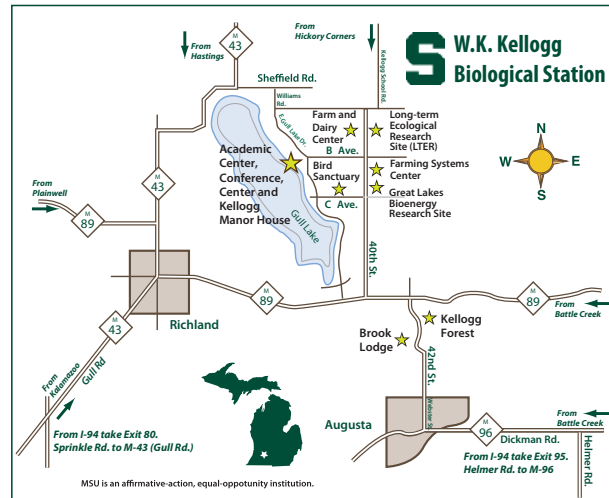 From
Hastings
M
43
From
Hickory Corners
S
W.K. Kellogg
Biological Station
Sheffield Rd.
Kellogg School Rd.
Williams
Rd.
E. Gull Lake Dr.
Farm and
Dairy
Center
B Ave.
Long-term
Ecological
Research
Site (LTER)
Academic
Center,
Conference,
Center and
Kellogg
Manor House
Bird
Sanctuary
C Ave.
Farming Systems
Center
Great Lakes
Bioenergy
Research Site
N
W
E
S
From
Plainwell
M
43
M
89
Gull Lake
40th St.
M
89
M
89
From
Battle Creek
Richland
M
43
Kellogg
Forest
Brook
Lodge
42nd St.
From
Kalamazoo
Gull Rd
Augusta
Webster St.
M
96
Dickman Rd.
From
Battle Creek
Helmer Rd.
From I-94 take Exit 80.
Sprinkle Rd. to M-43 (Gull Rd.)
From I-94 take Exit 95.
Helmer Rd. to M-96
MSU is an affirmative-action, equal-oppotunity institution.